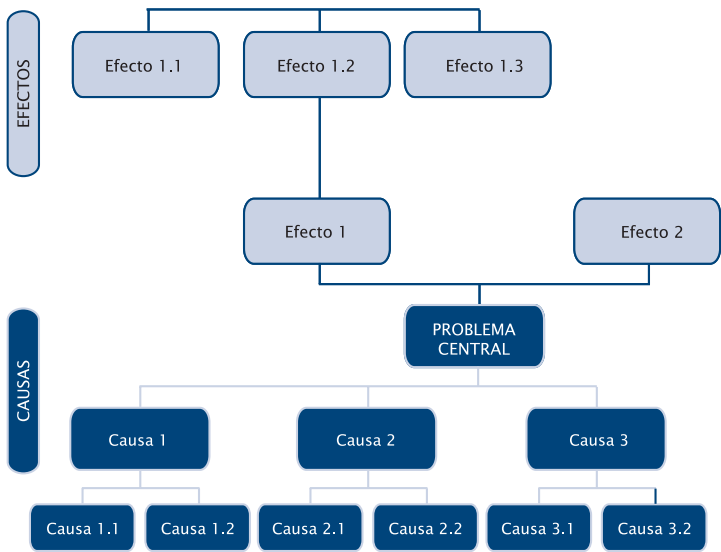 EFECTOS
Efecto 1.1
Efecto 1.2
Efecto 1.3
Efecto 1
Efecto 2
CAUSAS
PROBLEMA
CENTRAL
Causa 1
Causa 2
Causa 3
Causa 1.1
Causa 1.2
Causa 2.1
Causa 2.2
Causa 3.1
Causa 3.2